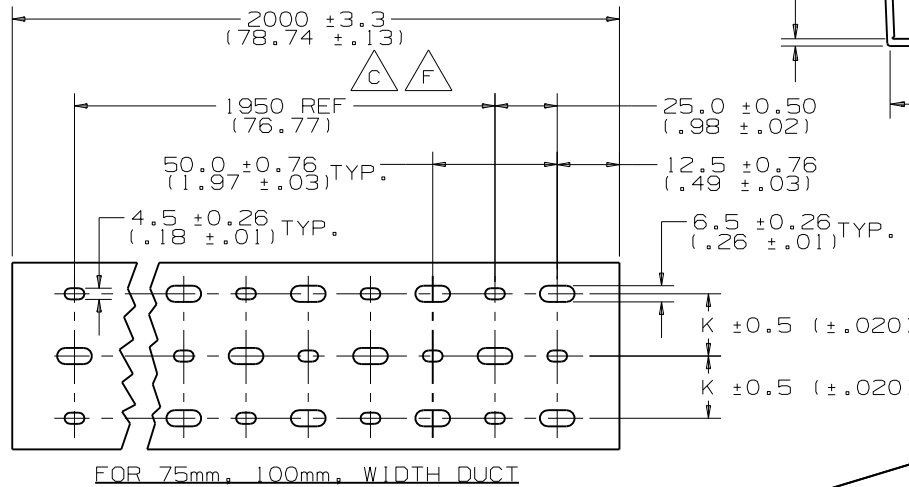 2000 ±3.3
(78.74 ±.13)
C F
1950 REF
(76.77)
25.0 ±0.50
(.98 ±.02)
50.0 ±0.76 TYP.
(1.97 ±.03)
12.5 ±0.76
(.49 ±.03)
4.5 ±0.26 TYP.
(.18 ±.01)
6.5 ±0.26 TYP.
(.26 ±.01)
K ±0.5 (±.020)
K ±0.5 (±.020)
FOR 75mm, 100mm, WIDTH DUCT